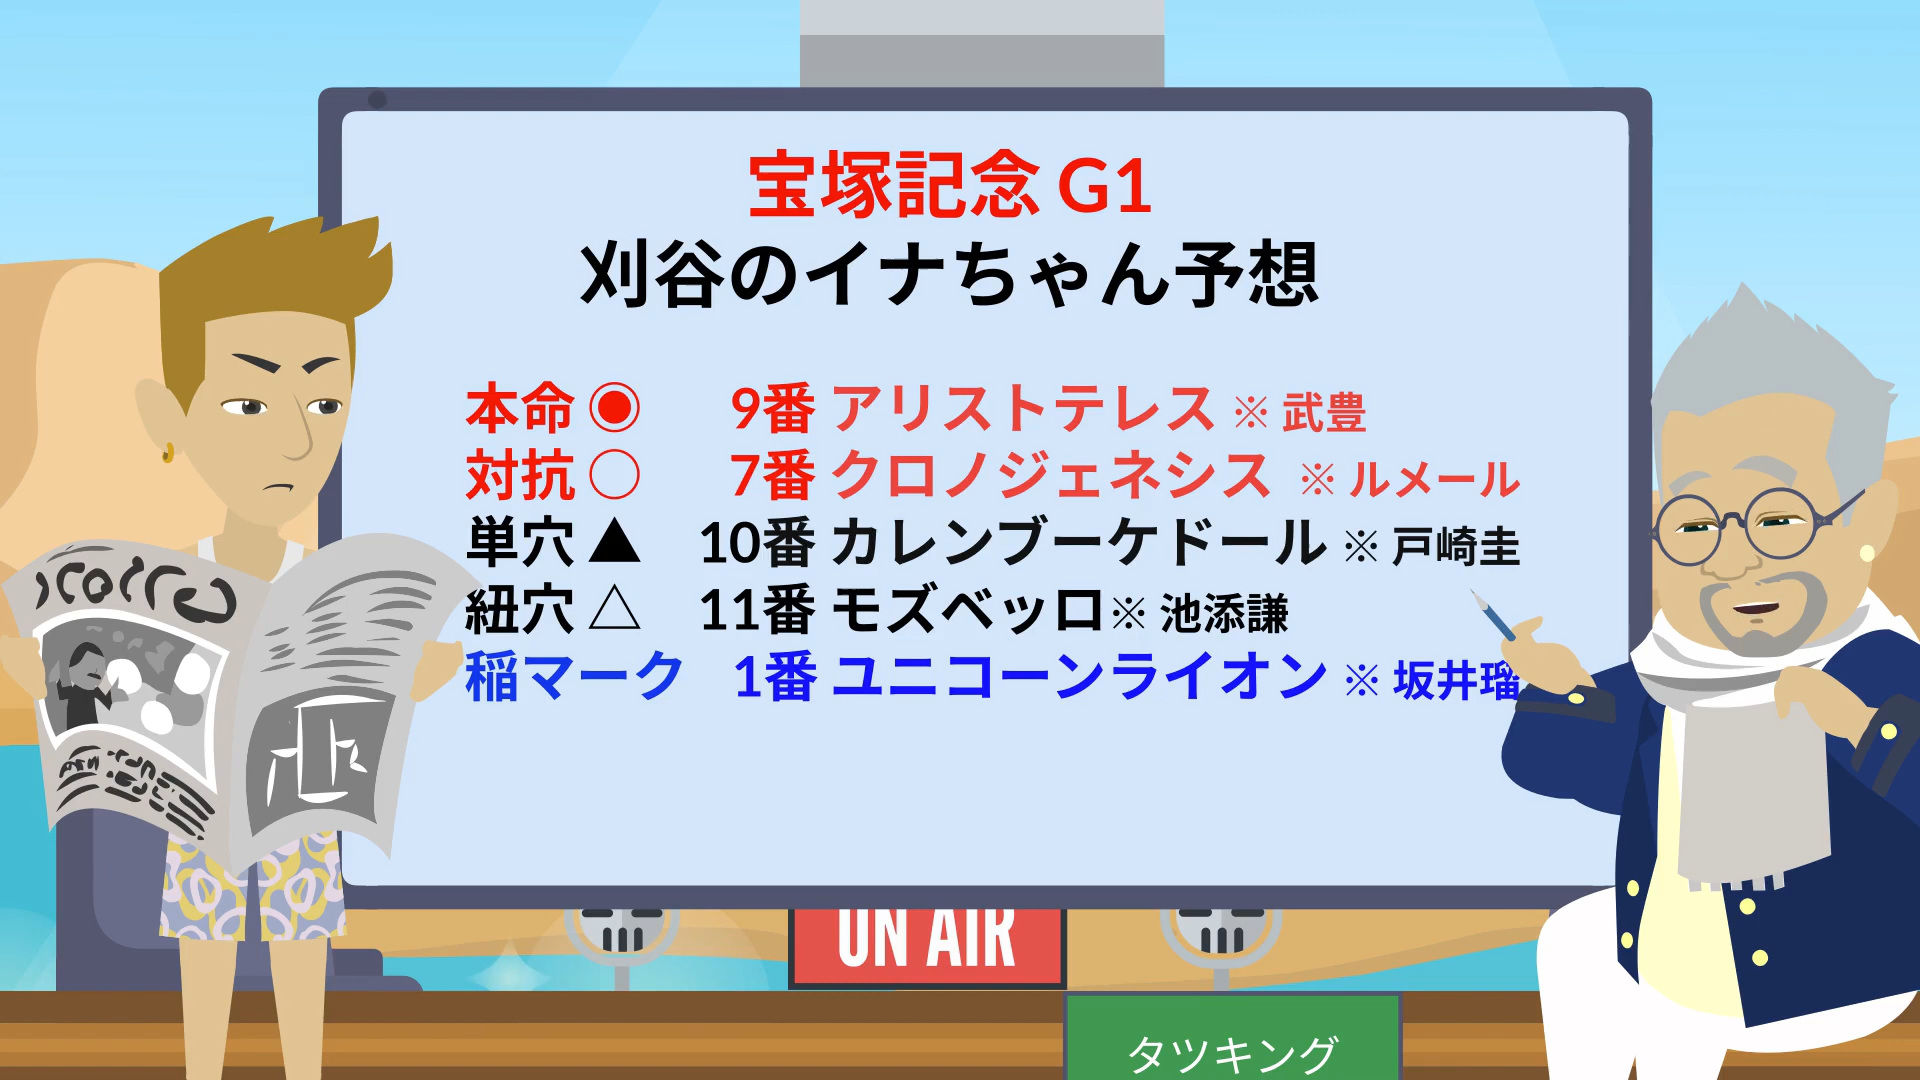 宝塚記念 G1
刈谷のイナちゃん予想
本命 ◉ 9番 アリストテレス ※ 武豊
対抗 ○ 7番 クロノジェネシス ※ ルメール
単穴 ▲ 10番 カレンブーケドール ※ 戸崎圭
紐穴 △ 11番 モズベッロ※ 池添謙
稲マーク 1番 ユニコーンライオン ※ 坂井瑠
ON AIR
タツキング